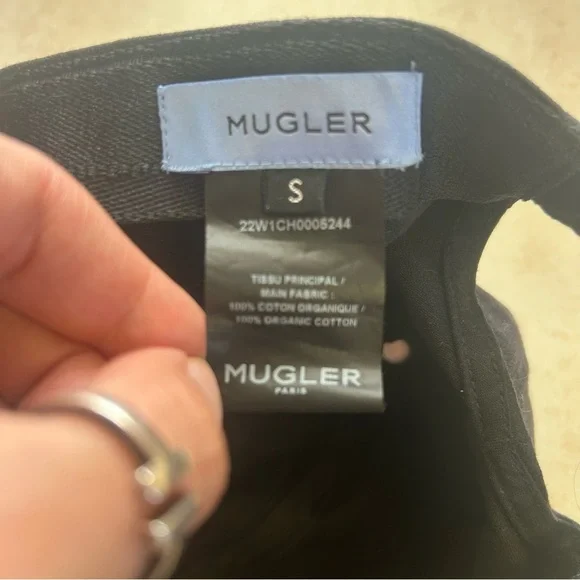 MUGLER
S
22W1CH0005244
TISSU PRINCIPAL /
MAIN FABRIC :
100% COTON ORGANIQUE /
100% ORGANIC COTTON
MUGLER
PARIS